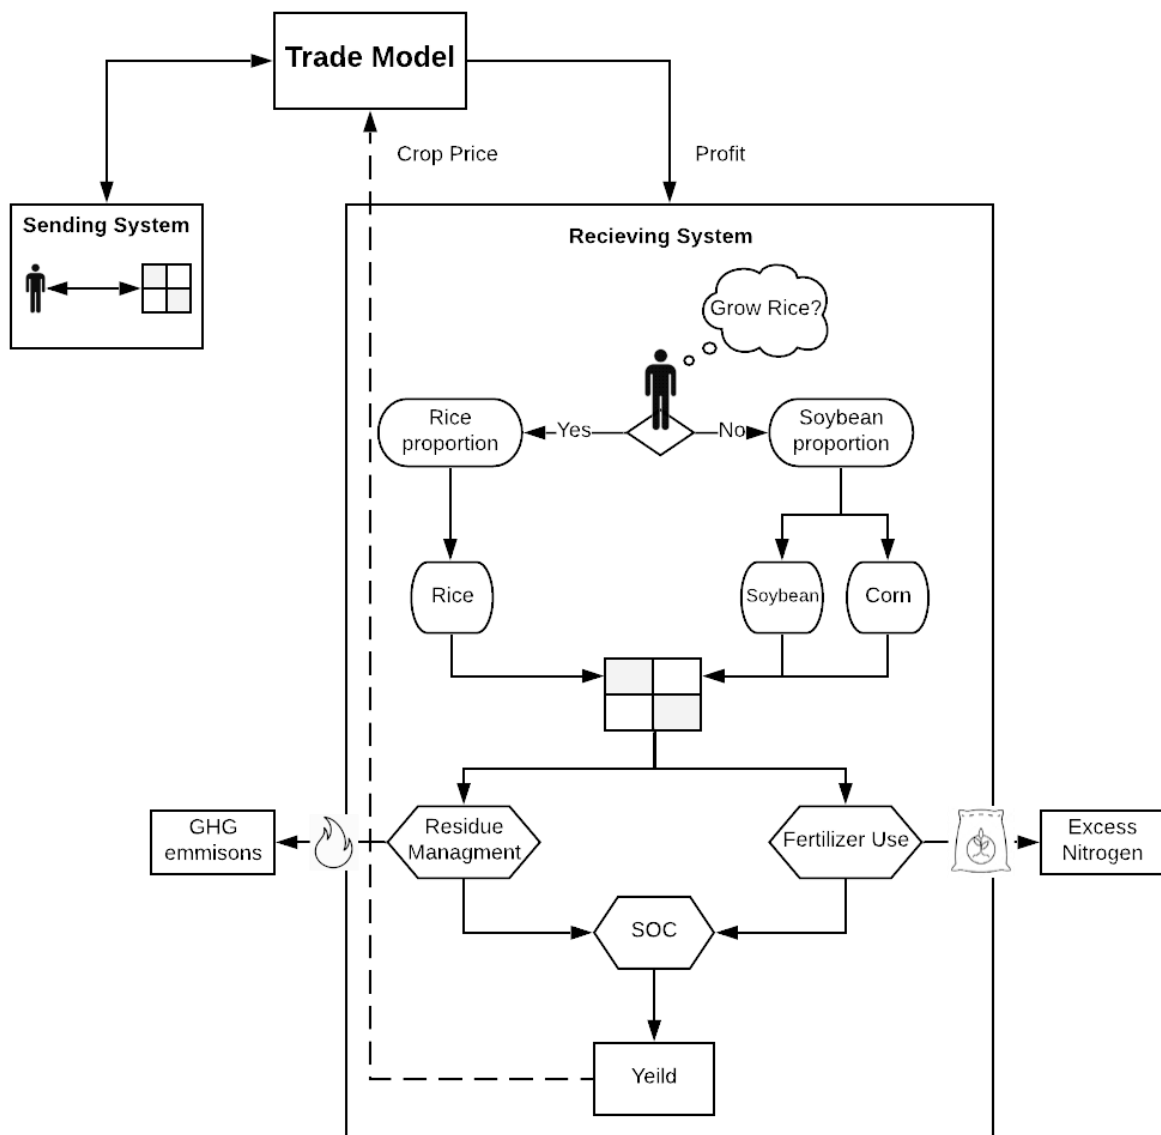 Trade Model
Crop Price
Profit
Sending System
Recieving System
Grow Rice?
Rice
proportion
Yes
No
Soybean
proportion
Rice
Soybean
Corn
GHG
emmisons
Residue
Managment
Fertilizer Use
Excess
Nitrogen
SOC
Yeild